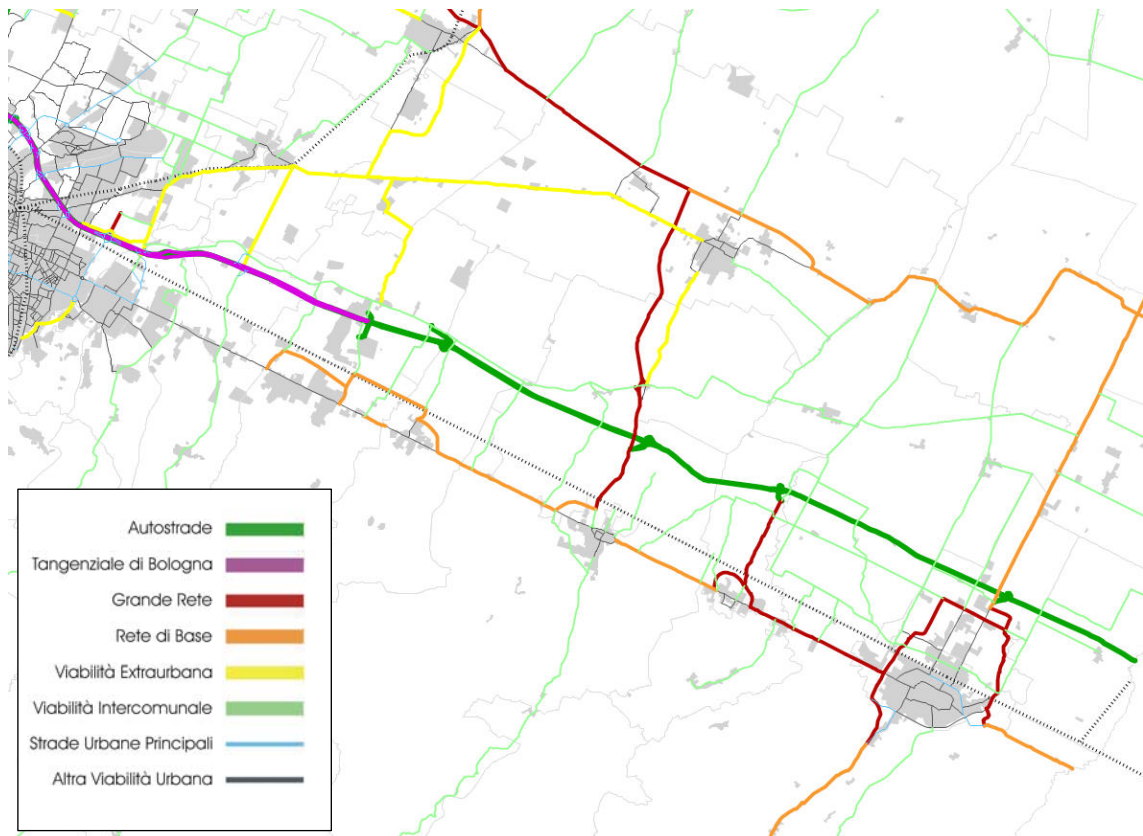 Autostrade
Tangenziale di Bologna
Grande Rete
Rete di Base
Viabilità Extraurbana
Viabilità Intercomunale
Strade Urbane Principali
Altra Viabilità Urbana